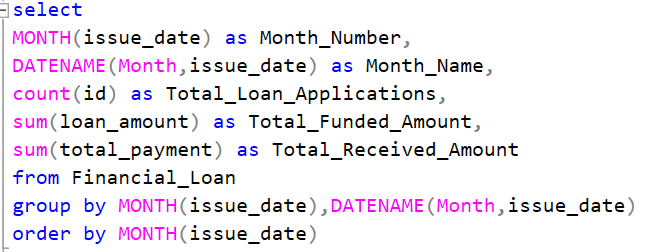 select
MONTH(issue_date) as Month_Number,
DATENAME(Month,issue_date) as Month_Name,
count(id) as Total_Loan_Applications,
sum(loan_amount) as Total_Funded_Amount,
sum(total_payment) as Total_Received_Amount
from Financial_Loan
group by MONTH(issue_date),DATENAME(Month,issue_date)
order by MONTH(issue_date)